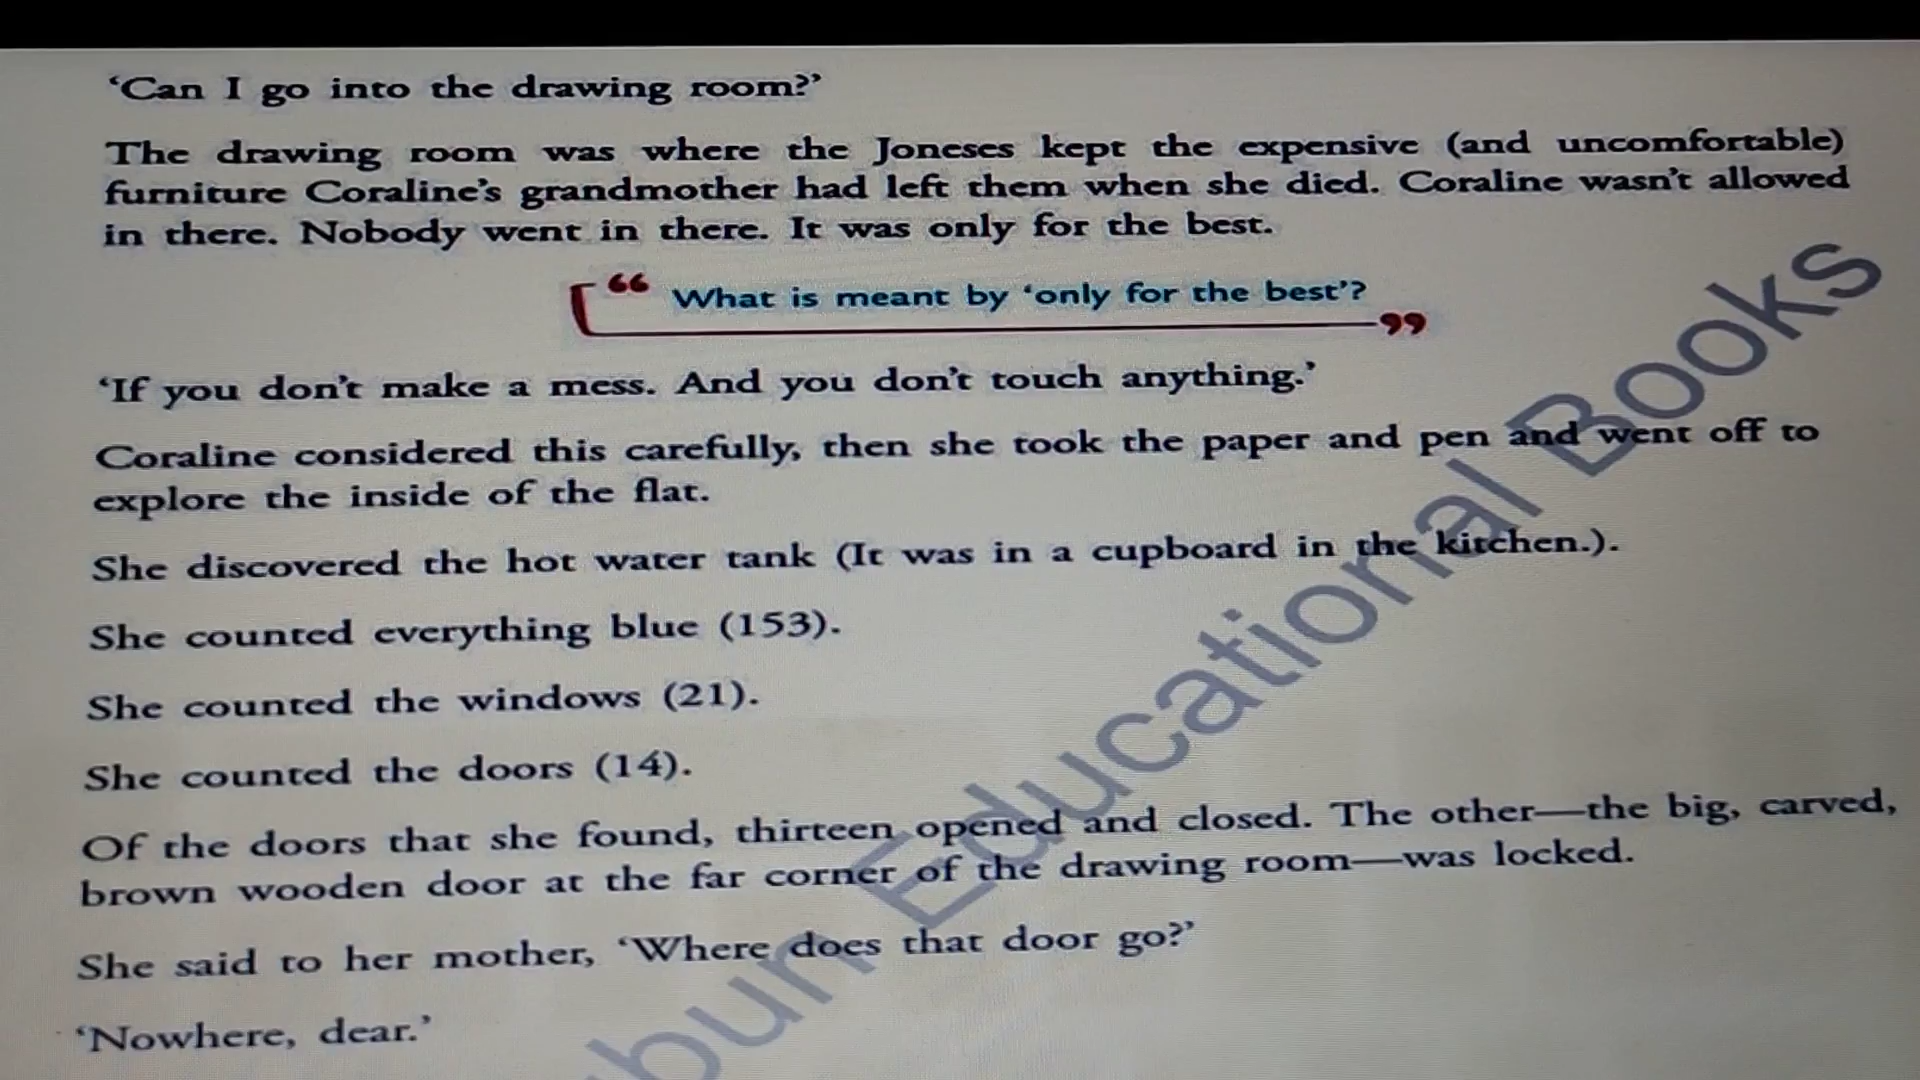 ‘Can I go into the drawing room?’
The drawing room was where the Joneses kept the expensive (and uncomfortable)
furniture Coraline’s grandmother had left them when she died. Coraline wasn’t allowed
in there. Nobody went in there. It was only for the best.
“ What is meant by ‘only for the best’? ”
‘If you don’t make a mess. And you don’t touch anything.’
Coraline considered this carefully, then she took the paper and pen and went off to
explore the inside of the flat.
She discovered the hot water tank (It was in a cupboard in the kitchen.).
She counted everything blue (153).
She counted the windows (21).
She counted the doors (14).
Of the doors that she found, thirteen opened and closed. The other—the big, carved,
brown wooden door at the far corner of the drawing room—was locked.
She said to her mother, ‘Where does that door go?’
‘Nowhere, dear.’
Educational Books